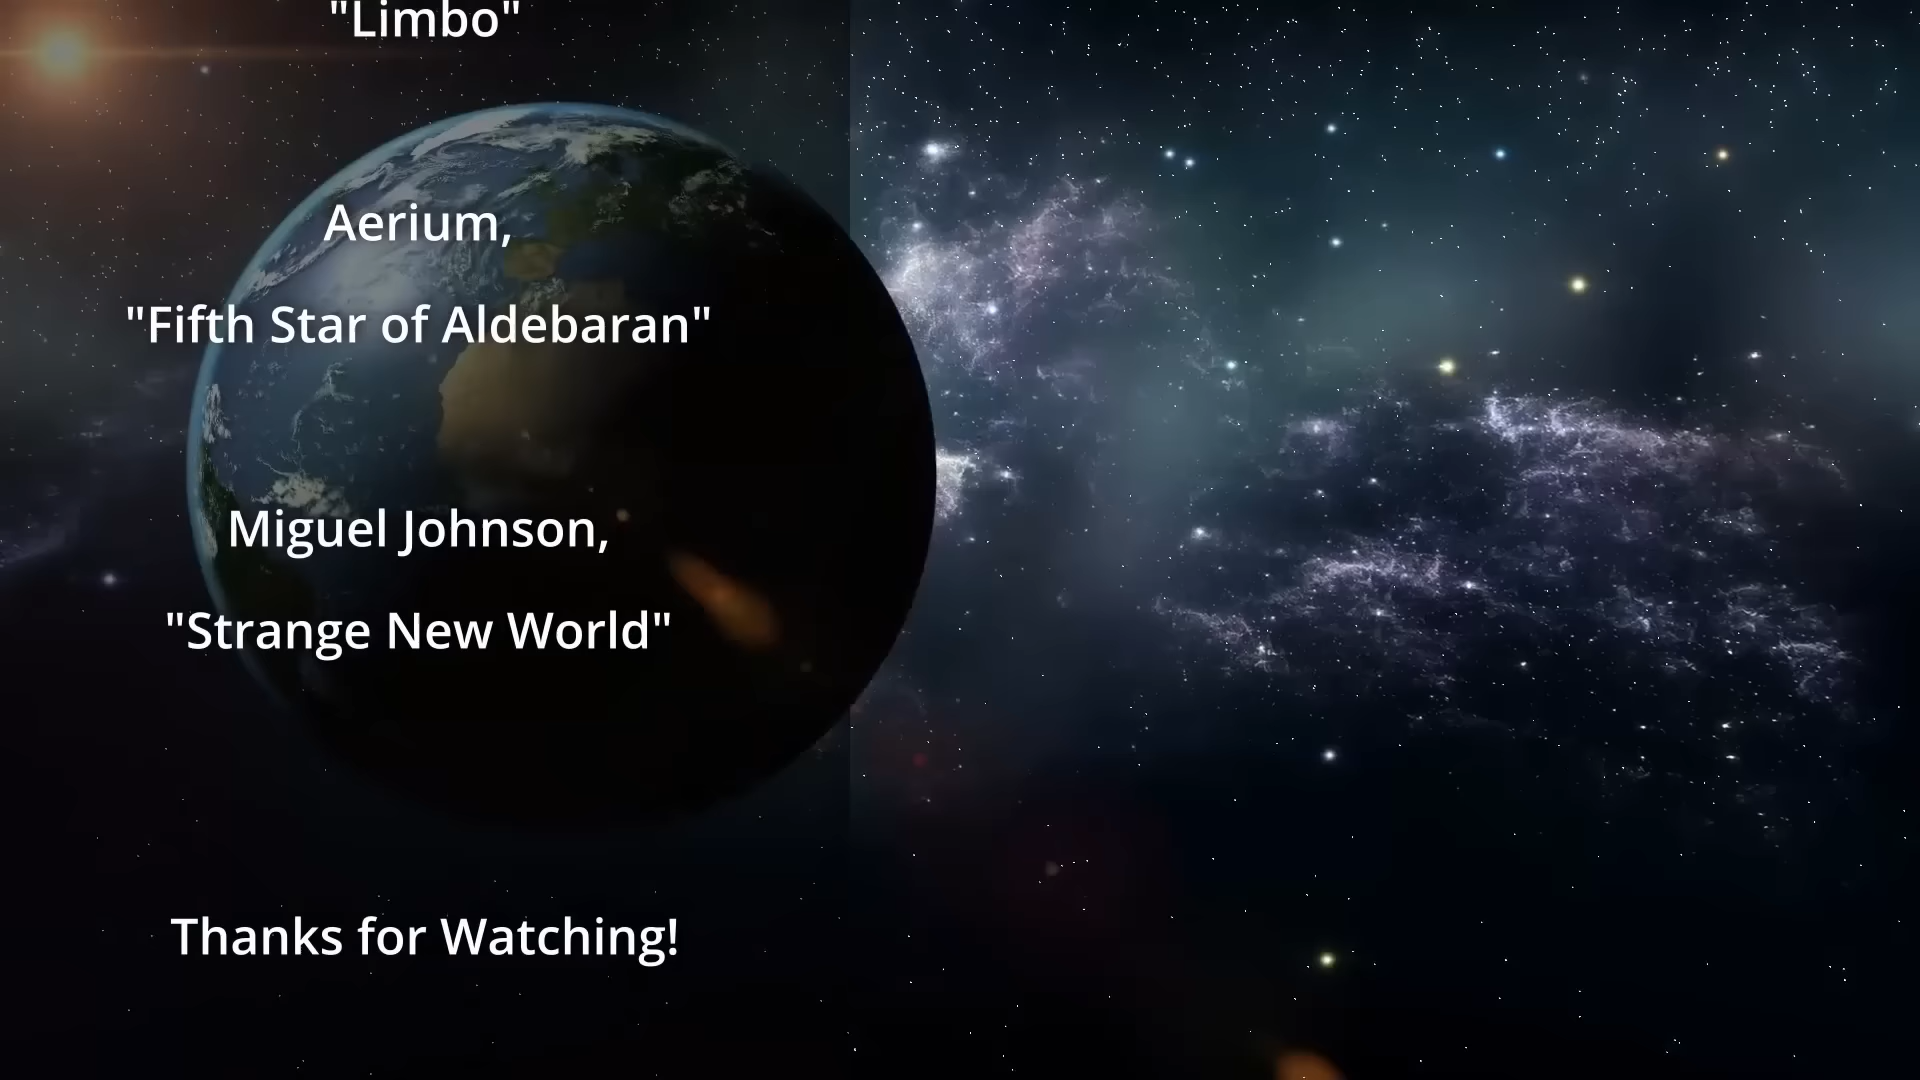 "Limbo"
Aerium,
"Fifth Star of Aldebaran"
Miguel Johnson,
"Strange New World"
Thanks for Watching!